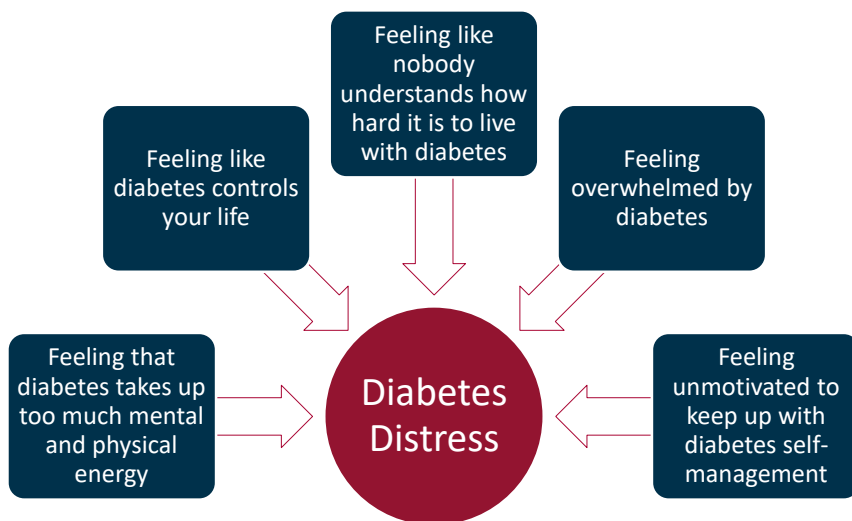 Feeling like
nobody
understands how
hard it is to live
with diabetes
Feeling like
diabetes controls
your life
Feeling
overwhelmed by
diabetes
Feeling that
diabetes takes up
too much mental
and physical
energy
Diabetes
Distress
Feeling
unmotivated to
keep up with
diabetes self-
management